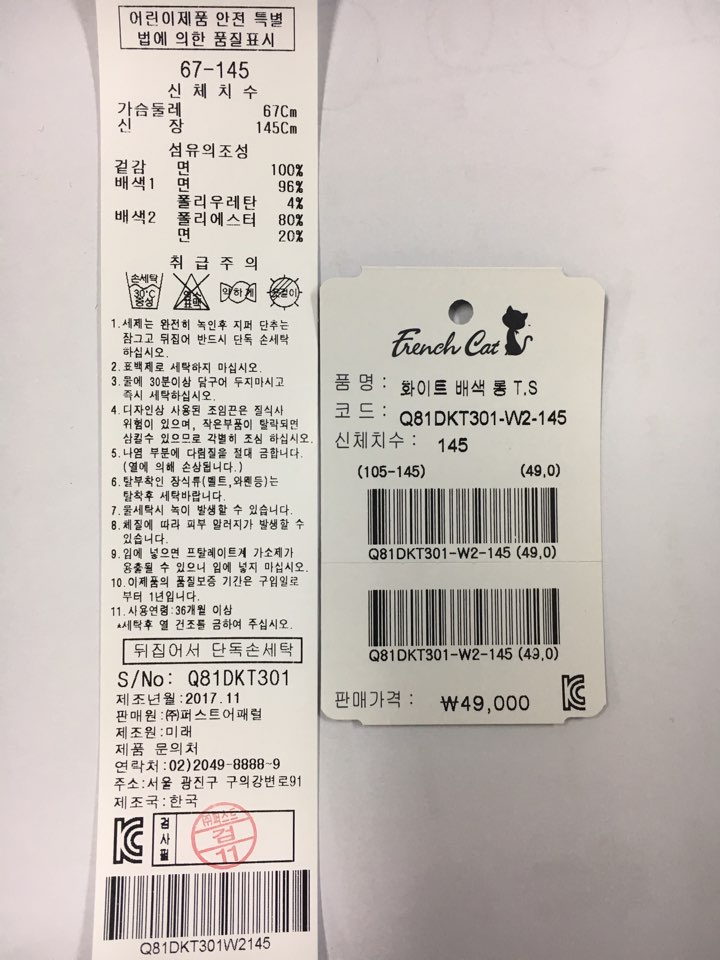 어린이제품 안전 특별
법에 의한 품질표시
67-145
신 체 치 수
가슴둘레 67Cm
신 장 145Cm
섬유의조성
겉감 면 100%
배색1 면 96%
폴리우레탄 4%
배색2 폴리에스터 80%
면 20%
취 급 주 의
손세탁
30℃
중성
염소
표백
약하게
옷걸이
1.세제는 완전히 녹인후 지퍼 단추는
잠그고 뒤집어 반드시 단독 손세탁
하십시오.
2.표백제로 세탁하지 마십시오.
3.물에 30분이상 담구어 두지마시고
즉시 세탁하십시오.
4.디자인상 사용된 조임끈은 질식사
위험이 있으며, 작은부품이 탈락되면
삼킬수 있으므로 각별히 조심 하십시오.
5.나염 부분에 다림질을 절대 금합니다.
(열에 의해 손상됩니다.)
6.탈부착인 장식류(벨트,와펜등)는
탈착후 세탁바랍니다.
7.물세탁시 녹이 발생할 수 있습니다.
8.체질에 따라 피부 알러지가 발생할 수
있습니다.
9.입에 넣으면 프탈레이트계 가소제가
용출될 수 있으니 입에 넣지 마십시오.
10.이제품의 품질보증 기간은 구입일로
부터 1년입니다.
11.사용연령:36개월 이상
*세탁후 열 건조를 금하여 주십시오.
뒤집어서 단독손세탁
S/No: Q81DKT301
제조년월:2017.11
판매원:㈜퍼스트어패럴
제조원:미래
제품 문의처
연락처:02)2049-8888~9
주소:서울 광진구 구의강변로91
제조국:한국
KC
검사필
㈜퍼스트
검
11
Q81DKT301W2145
French Cat
품 명 : 화이트 배색 롱 T.S
코 드 : Q81DKT301-W2-145
신체치수 : 145
(105-145) (49,0)
Q81DKT301-W2-145 (49,0)
Q81DKT301-W2-145 (49,0)
판매가격 : ₩49,000
KC